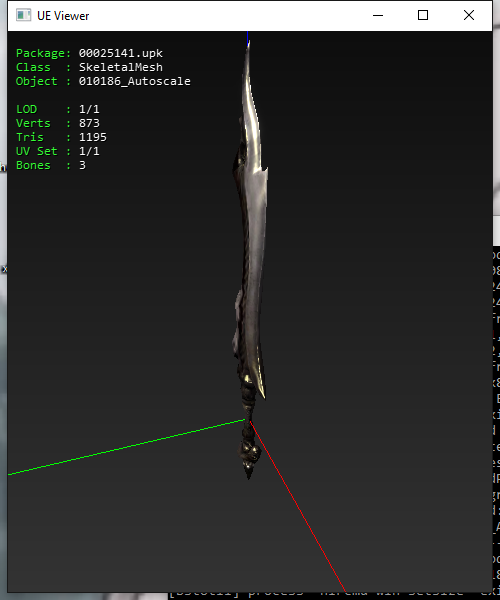 UE Viewer
Package: 00025141.upk
Class : SkeletalMesh
Object : 010186_Autoscale
LOD : 1/1
Verts : 873
Tris : 1195
UV Set : 1/1
Bones : 3